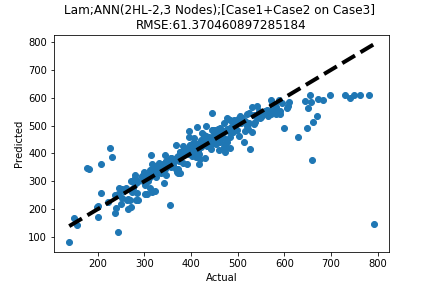 Lam;ANN(2HL-2,3 Nodes);[Case1+Case2 on Case3]
RMSE:61.370460897285184
800
700
600
500
400
300
200
100
Predicted
200 300 400 500 600 700 800
Actual